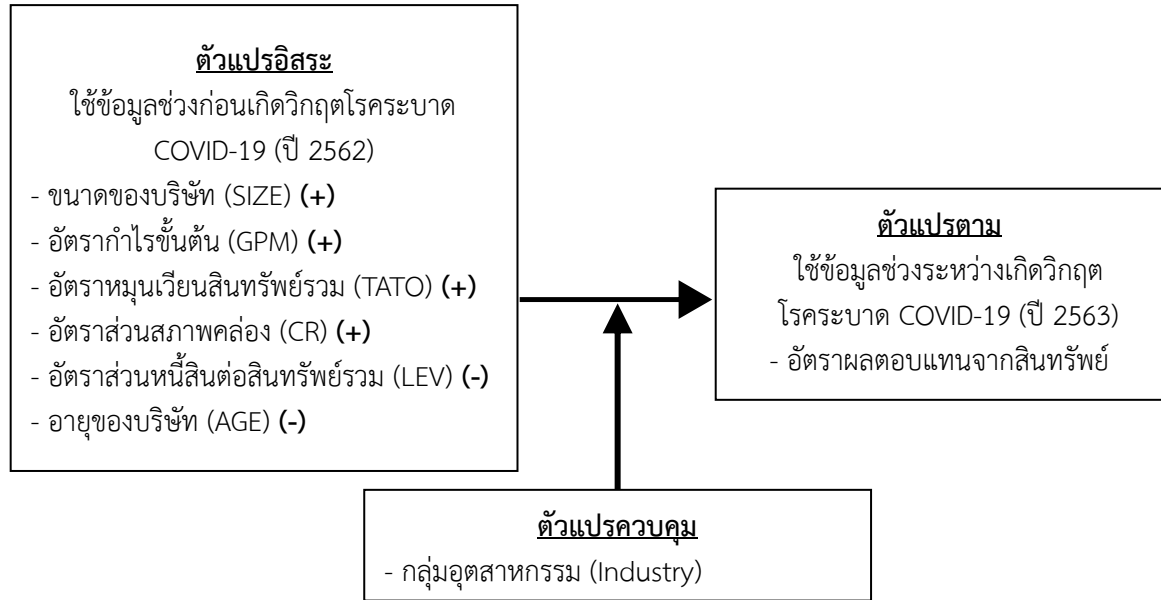 ตัวแปรอิสระ
ใช้ข้อมูลช่วงก่อนเกิดวิกฤตโรคระบาด
COVID-19 (ปี 2562)
- ขนาดของบริษัท (SIZE) (+)
- อัตรากำไรขั้นต้น (GPM) (+)
- อัตราหมุนเวียนสินทรัพย์รวม (TATO) (+)
- อัตราส่วนสภาพคล่อง (CR) (+)
- อัตราส่วนหนี้สินต่อสินทรัพย์รวม (LEV) (-)
- อายุของบริษัท (AGE) (-)
ตัวแปรตาม
ใช้ข้อมูลช่วงระหว่างเกิดวิกฤต
โรคระบาด COVID-19 (ปี 2563)
- อัตราผลตอบแทนจากสินทรัพย์
ตัวแปรควบคุม
- กลุ่มอุตสาหกรรม (Industry)